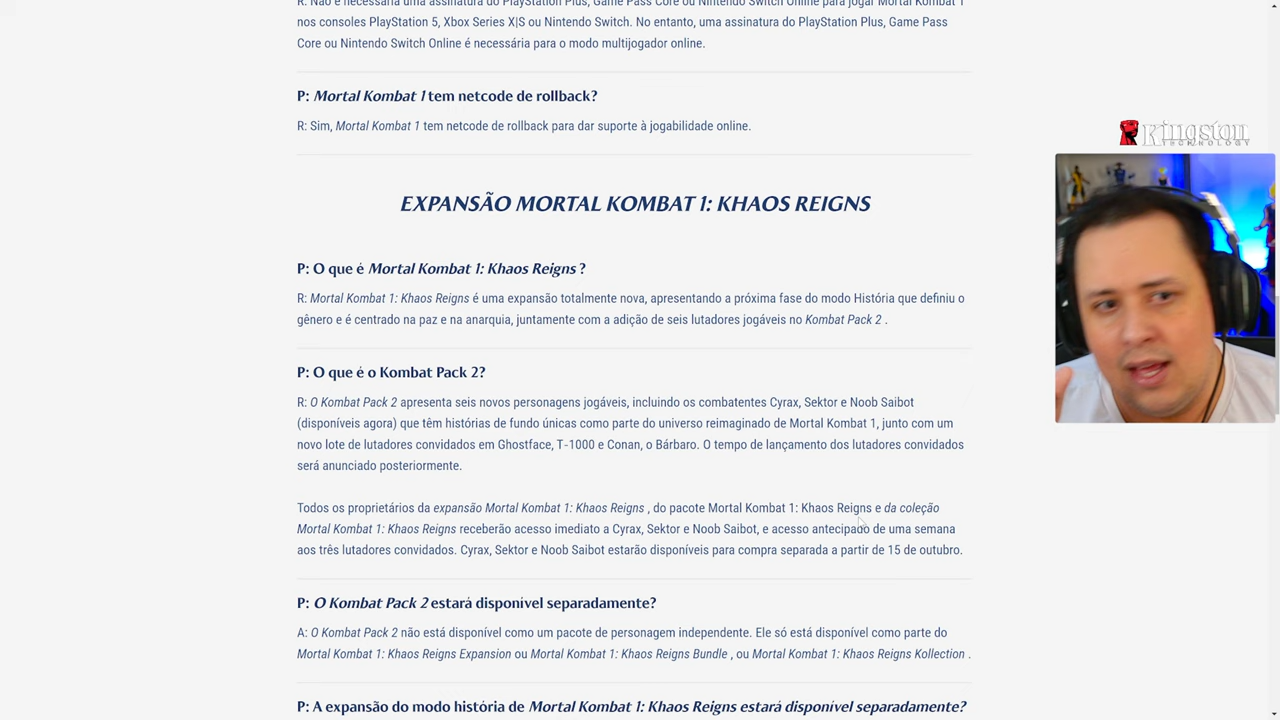 R: Não é necessária uma assinatura do PlayStation Plus, Game Pass Core ou Nintendo Switch Online para jogar Mortal Kombat 1
nos consoles PlayStation 5, Xbox Series X|S ou Nintendo Switch. No entanto, uma assinatura do PlayStation Plus, Game Pass
Core ou Nintendo Switch Online é necessária para o modo multijogador online.
P: Mortal Kombat 1 tem netcode de rollback?
R: Sim, Mortal Kombat 1 tem netcode de rollback para dar suporte à jogabilidade online.
Kingston
TECHNOLOGY
EXPANSÃO MORTAL KOMBAT 1: KHAOS REIGNS
P: O que é Mortal Kombat 1: Khaos Reigns ?
R: Mortal Kombat 1: Khaos Reigns é uma expansão totalmente nova, apresentando a próxima fase do modo História que definiu o
gênero e é centrado na paz e na anarquia, juntamente com a adição de seis lutadores jogáveis no Kombat Pack 2 .
P: O que é o Kombat Pack 2?
R: O Kombat Pack 2 apresenta seis novos personagens jogáveis, incluindo os combatentes Cyrax, Sektor e Noob Saibot
(disponíveis agora) que têm histórias de fundo únicas como parte do universo reimaginado de Mortal Kombat 1, junto com um
novo lote de lutadores convidados em Ghostface, T-1000 e Conan, o Bárbaro. O tempo de lançamento dos lutadores convidados
será anunciado posteriormente.
Todos os proprietários da expansão Mortal Kombat 1: Khaos Reigns , do pacote Mortal Kombat 1: Khaos Reigns e da coleção
Mortal Kombat 1: Khaos Reigns receberão acesso imediato a Cyrax, Sektor e Noob Saibot, e acesso antecipado de uma semana
aos três lutadores convidados. Cyrax, Sektor e Noob Saibot estarão disponíveis para compra separada a partir de 15 de outubro.
P: O Kombat Pack 2 estará disponível separadamente?
A: O Kombat Pack 2 não está disponível como um pacote de personagem independente. Ele só está disponível como parte do
Mortal Kombat 1: Khaos Reigns Expansion ou Mortal Kombat 1: Khaos Reigns Bundle , ou Mortal Kombat 1: Khaos Reigns Kollection .
P: A expansão do modo história de Mortal Kombat 1: Khaos Reigns estará disponível separadamente?